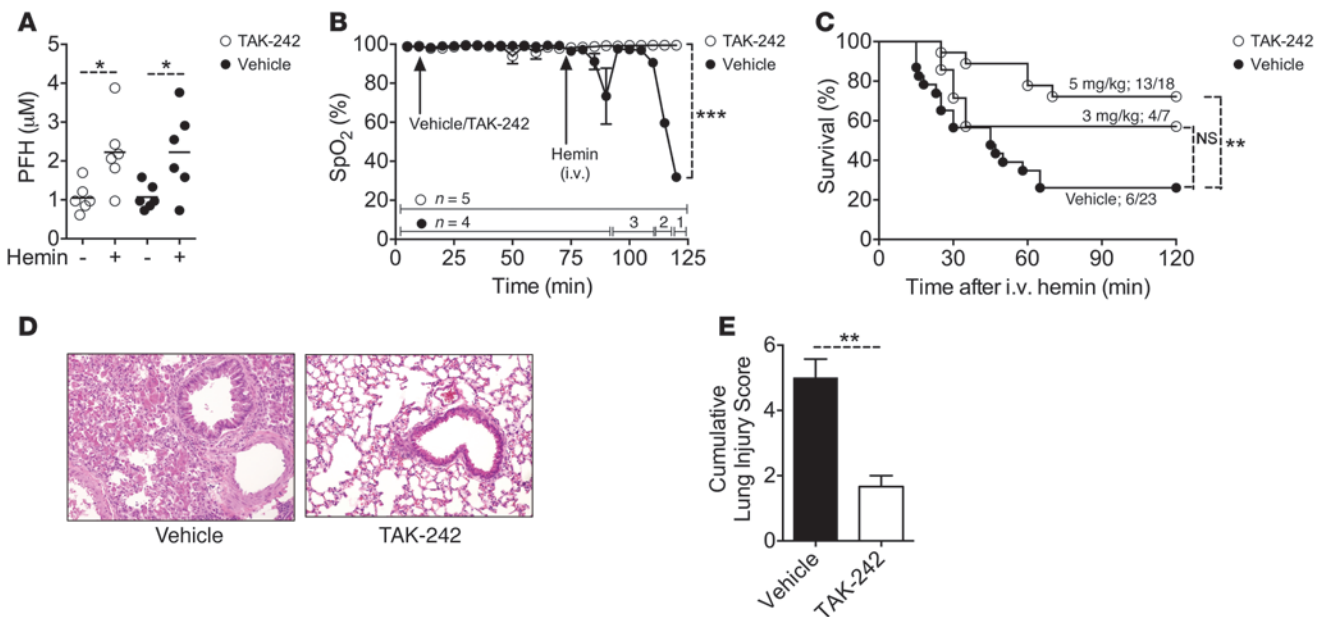 A
TAK-242
Vehicle
PFH (μM)
5
4
3
2
1
0
*
*
Hemin - + - +
B
TAK-242
Vehicle
SpO2 (%)
100
80
60
40
20
0
Vehicle/TAK-242
Hemin
(i.v.)
***
n = 5
n = 4
3
2
1
0 25 50 75 100 125
Time (min)
C
TAK-242
Vehicle
Survival (%)
100
80
60
40
20
0
5 mg/kg; 13/18
3 mg/kg; 4/7
NS
**
Vehicle; 6/23
0 30 60 90 120
Time after i.v. hemin (min)
D
Vehicle
TAK-242
E
Cumulative
Lung Injury Score
6
4
2
0
**
Vehicle
TAK-242